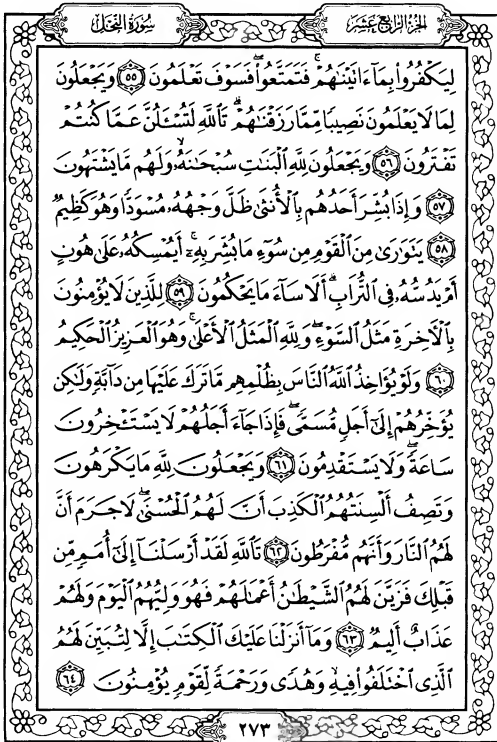 الجزء الرابع عشر
سورة النحل
لِيَكْفُرُوا۟ بِمَآ ءَاتَيْنَٰهُمْ ۚ فَتَمَتَّعُوا۟ ۖ فَسَوْفَ تَعْلَمُونَ ﴿٥٥﴾ وَيَجْعَلُونَ
لِمَا لَا يَعْلَمُونَ نَصِيبًا مِّمَّا رَزَقْنَٰهُمْ ۗ تَٱللَّهِ لَتُسْـَٔلُنَّ عَمَّا كُنتُمْ
تَفْتَرُونَ ﴿٥٦﴾ وَيَجْعَلُونَ لِلَّهِ ٱلْبَنَٰتِ سُبْحَٰنَهُۥ ۙ وَلَهُم مَّا يَشْتَهُونَ
﴿٥٧﴾ وَإِذَا بُشِّرَ أَحَدُهُم بِٱلْأُنثَىٰ ظَلَّ وَجْهُهُۥ مُسْوَدًّا وَهُوَ كَظِيمٌ
﴿٥٨﴾ يَتَوَٰرَىٰ مِنَ ٱلْقَوْمِ مِن سُوٓءِ مَا بُشِّرَ بِهِۦٓ ۚ أَيُمْسِكُهُۥ عَلَىٰ هُونٍ
أَمْ يَدُسُّهُۥ فِى ٱلتُّرَابِ ۗ أَلَا سَآءَ مَا يَحْكُمُونَ ﴿٥٩﴾ لِلَّذِينَ لَا يُؤْمِنُونَ
بِٱلْـَٔاخِرَةِ مَثَلُ ٱلسَّوْءِ ۖ وَلِلَّهِ ٱلْمَثَلُ ٱلْأَعْلَىٰ ۚ وَهُوَ ٱلْعَزِيزُ ٱلْحَكِيمُ
﴿٦٠﴾ وَلَوْ يُؤَاخِذُ ٱللَّهُ ٱلنَّاسَ بِظُلْمِهِم مَّا تَرَكَ عَلَيْهَا مِن دَآبَّةٍ وَلَٰكِن
يُؤَخِّرُهُمْ إِلَىٰٓ أَجَلٍ مُّسَمًّى ۖ فَإِذَا جَآءَ أَجَلُهُمْ لَا يَسْتَـْٔخِرُونَ
سَاعَةً ۖ وَلَا يَسْتَقْدِمُونَ ﴿٦١﴾ وَيَجْعَلُونَ لِلَّهِ مَا يَكْرَهُونَ
وَتَصِفُ أَلْسِنَتُهُمُ ٱلْكَذِبَ أَنَّ لَهُمُ ٱلْحُسْنَىٰ ۖ لَا جَرَمَ أَنَّ
لَهُمُ ٱلنَّارَ وَأَنَّهُم مُّفْرَطُونَ ﴿٦٢﴾ تَٱللَّهِ لَقَدْ أَرْسَلْنَآ إِلَىٰٓ أُمَمٍ مِّن
قَبْلِكَ فَزَيَّنَ لَهُمُ ٱلشَّيْطَٰنُ أَعْمَٰلَهُمْ فَهُوَ وَلِيُّهُمُ ٱلْيَوْمَ وَلَهُمْ
عَذَابٌ أَلِيمٌ ﴿٦٣﴾ وَمَآ أَنزَلْنَا عَلَيْكَ ٱلْكِتَٰبَ إِلَّا لِتُبَيِّنَ لَهُمُ
ٱلَّذِى ٱخْتَلَفُوا۟ فِيهِ ۙ وَهُدًى وَرَحْمَةً لِّقَوْمٍ يُؤْمِنُونَ ﴿٦٤﴾
٢٧٣